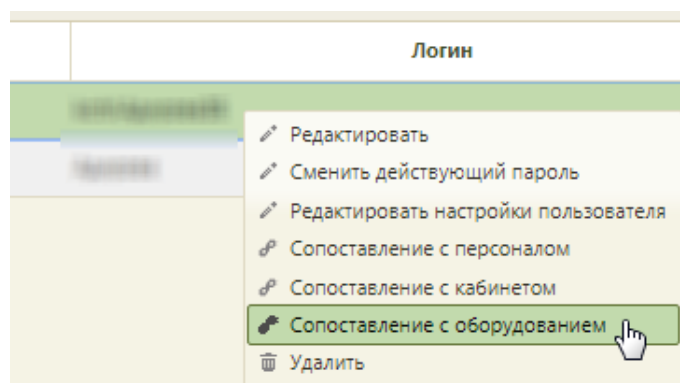 Логин
Редактировать
Сменить действующий пароль
Редактировать настройки пользователя
Сопоставление с персоналом
Сопоставление с кабинетом
Сопоставление с оборудованием
Удалить